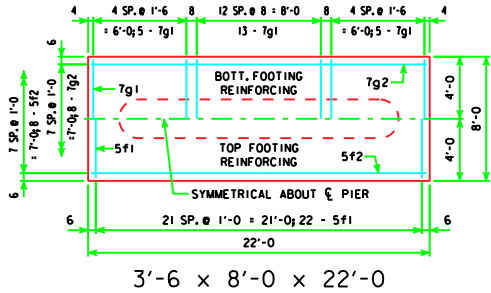 4 4 SP.@ 1'-6 8 12 SP.@ 8 = 8'-0 8 4 SP.@ 1'-6 4
= 6'-0; 5 - 7g1 13 - 7g1 = 6'-0; 5 - 7g1
6
BOTT. FOOTING
REINFORCING
7g1
7g2
7 SP.@ 1'-0
= 7'-0; 8 - 5f2
7 SP.@ 1'-0
= 7'-0; 8 - 7g2
4'-0
8'-0
TOP FOOTING
REINFORCING
5f1
5f2
4'-0
6
SYMMETRICAL ABOUT ℄ PIER
6 21 SP.@ 1'-0 = 21'-0; 22 - 5f1 6
22'-0
3'-6 x 8'-0 x 22'-0